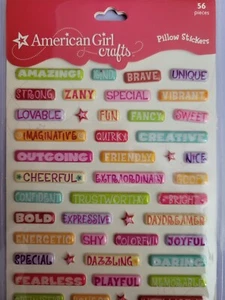 56
pieces
American Girl
crafts
Pillow Stickers
AMAZING! KIND BRAVE UNIQUE
STRONG ZANY SPECIAL VIBRANT
LOVABLE FUN FANCY SWEET
IMAGINATIVE QUIRKY CREATIVE
OUTGOING FRIENDLY NICE
CHEERFUL EXTRAORDINARY
CONFIDENT TRUSTWORTHY BRIGHT
BOLD EXPRESSIVE DAYDREAMER
ENERGETIC SHY COLORFUL JOYFUL
SPECIAL DAZZLING DARING
FEARLESS PLAYFUL